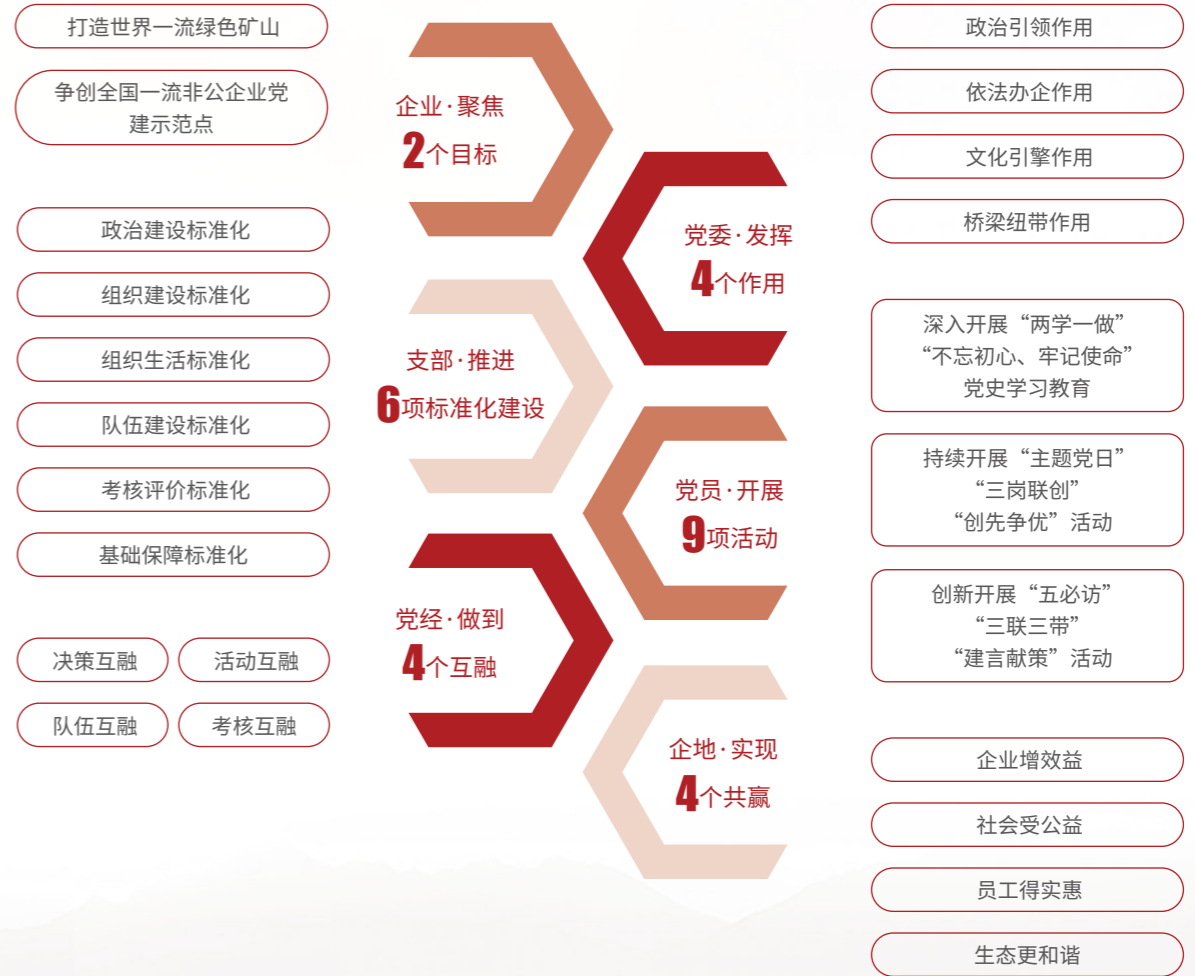 打造世界一流绿色矿山
争创全国一流非公企业党
建示范点
企业·聚焦
2个目标
政治引领作用
依法办企作用
文化引擎作用
桥梁纽带作用
党委·发挥
4个作用
政治建设标准化
组织建设标准化
组织生活标准化
队伍建设标准化
考核评价标准化
基础保障标准化
支部·推进
6项标准化建设
深入开展“两学一做”
“不忘初心、牢记使命”
党史学习教育
持续开展“主题党日”
“三岗联创”
“创先争优”活动
创新开展“五必访”
“三联三带”
“建言献策”活动
党员·开展
9项活动
党经·做到
4个互融
决策互融
活动互融
队伍互融
考核互融
企地·实现
4个共赢
企业增效益
社会受公益
员工得实惠
生态更和谐